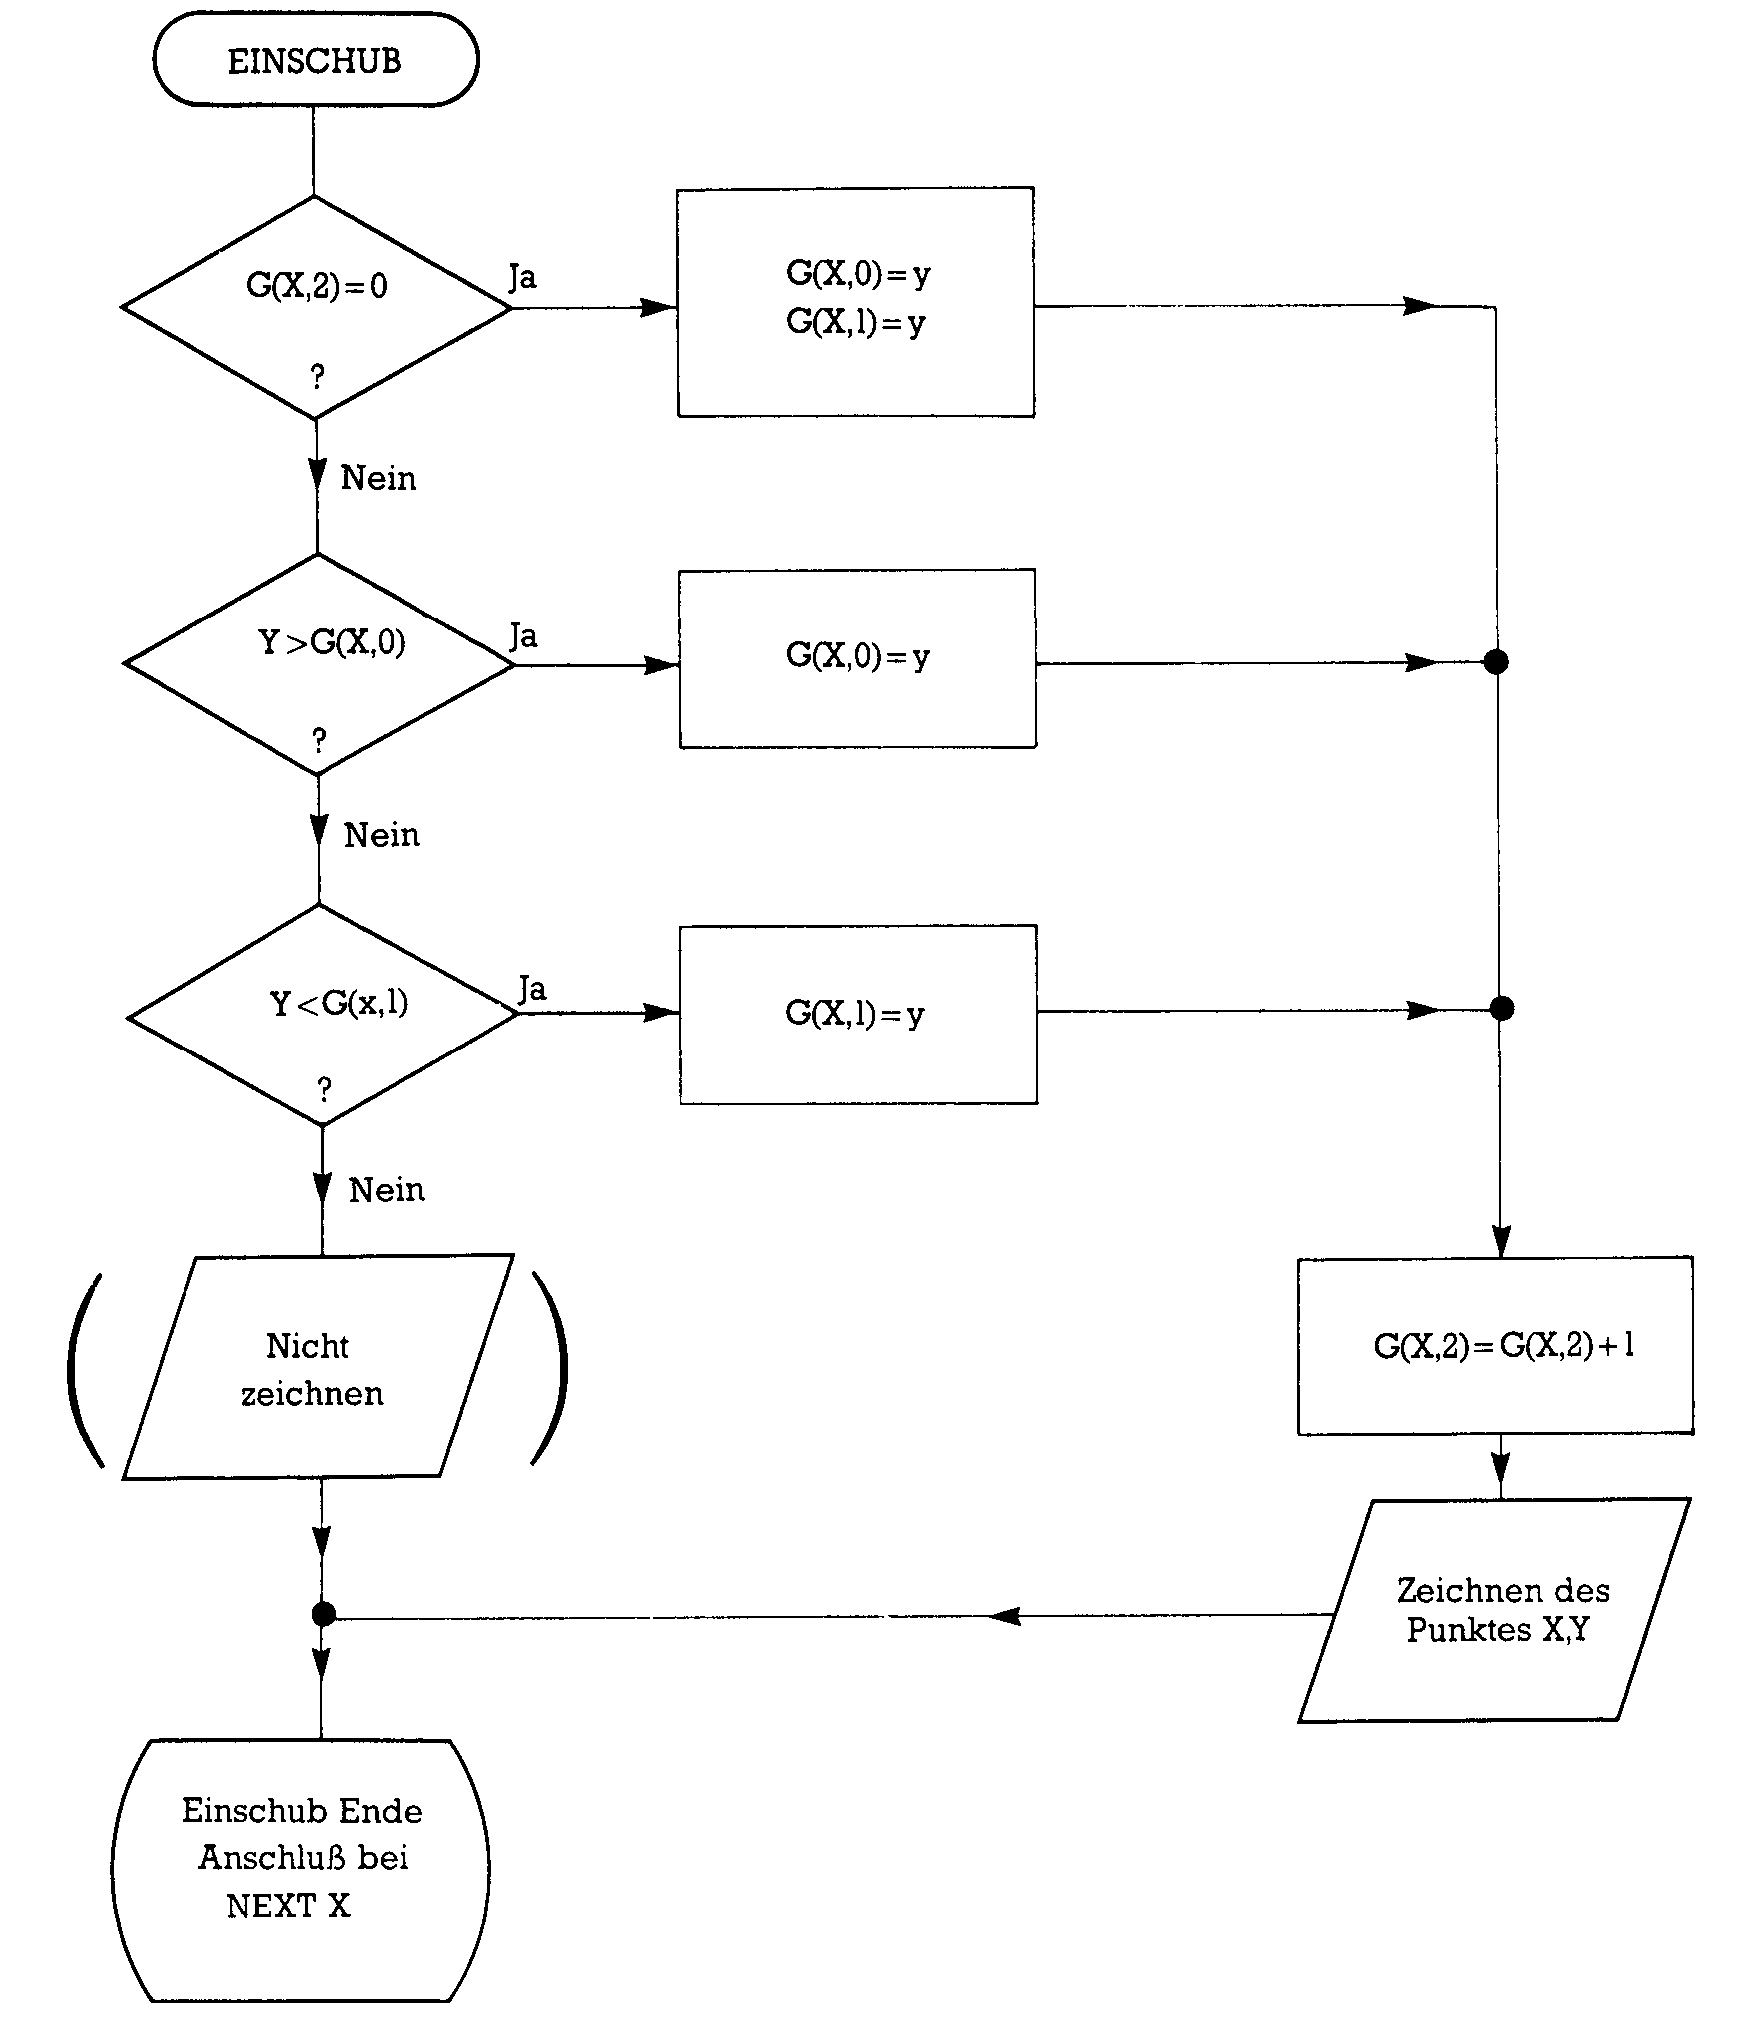 EINSCHUB
G(X,2)=0
?
Ja
G(X,0)=y
G(X,1)=y
Nein
Y>G(X,0)
?
Ja
G(X,0)=y
Nein
Y<G(x,1)
?
Ja
G(X,1)=y
Nein
Nicht
zeichnen
G(X,2)=G(X,2)+1
Zeichnen des
Punktes X,Y
Einschub Ende
Anschluß bei
NEXT X